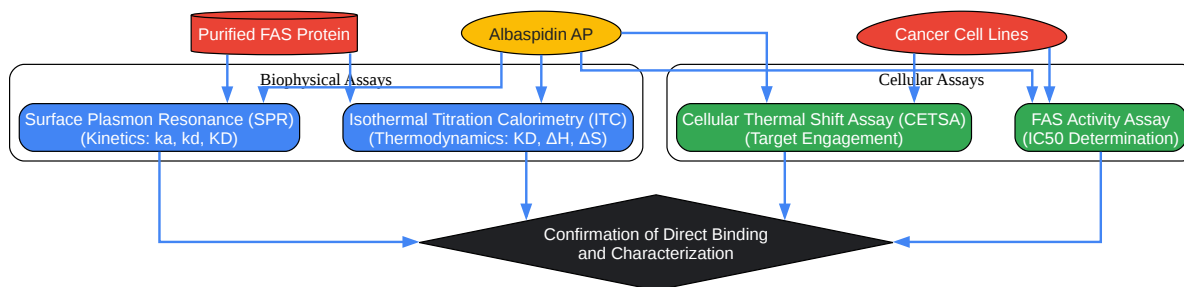 Purified FAS Protein
Albaspidin AP
Cancer Cell Lines
Biophysical Assays
Cellular Assays
Surface Plasmon Resonance (SPR)
(Kinetics: ka, kd, KD)
Isothermal Titration Calorimetry (ITC)
(Thermodynamics: KD, ΔH, ΔS)
Cellular Thermal Shift Assay (CETSA)
(Target Engagement)
FAS Activity Assay
(IC50 Determination)
Confirmation of Direct Binding
and Characterization